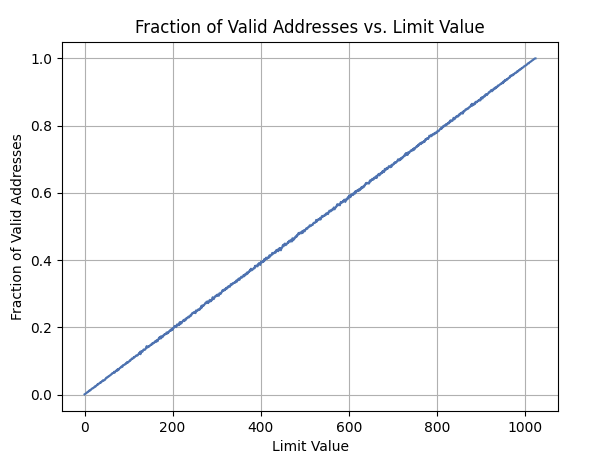 Fraction of Valid Addresses vs. Limit Value
1.0
0.8
0.6
0.4
0.2
0.0
Fraction of Valid Addresses
0 200 400 600 800 1000
Limit Value